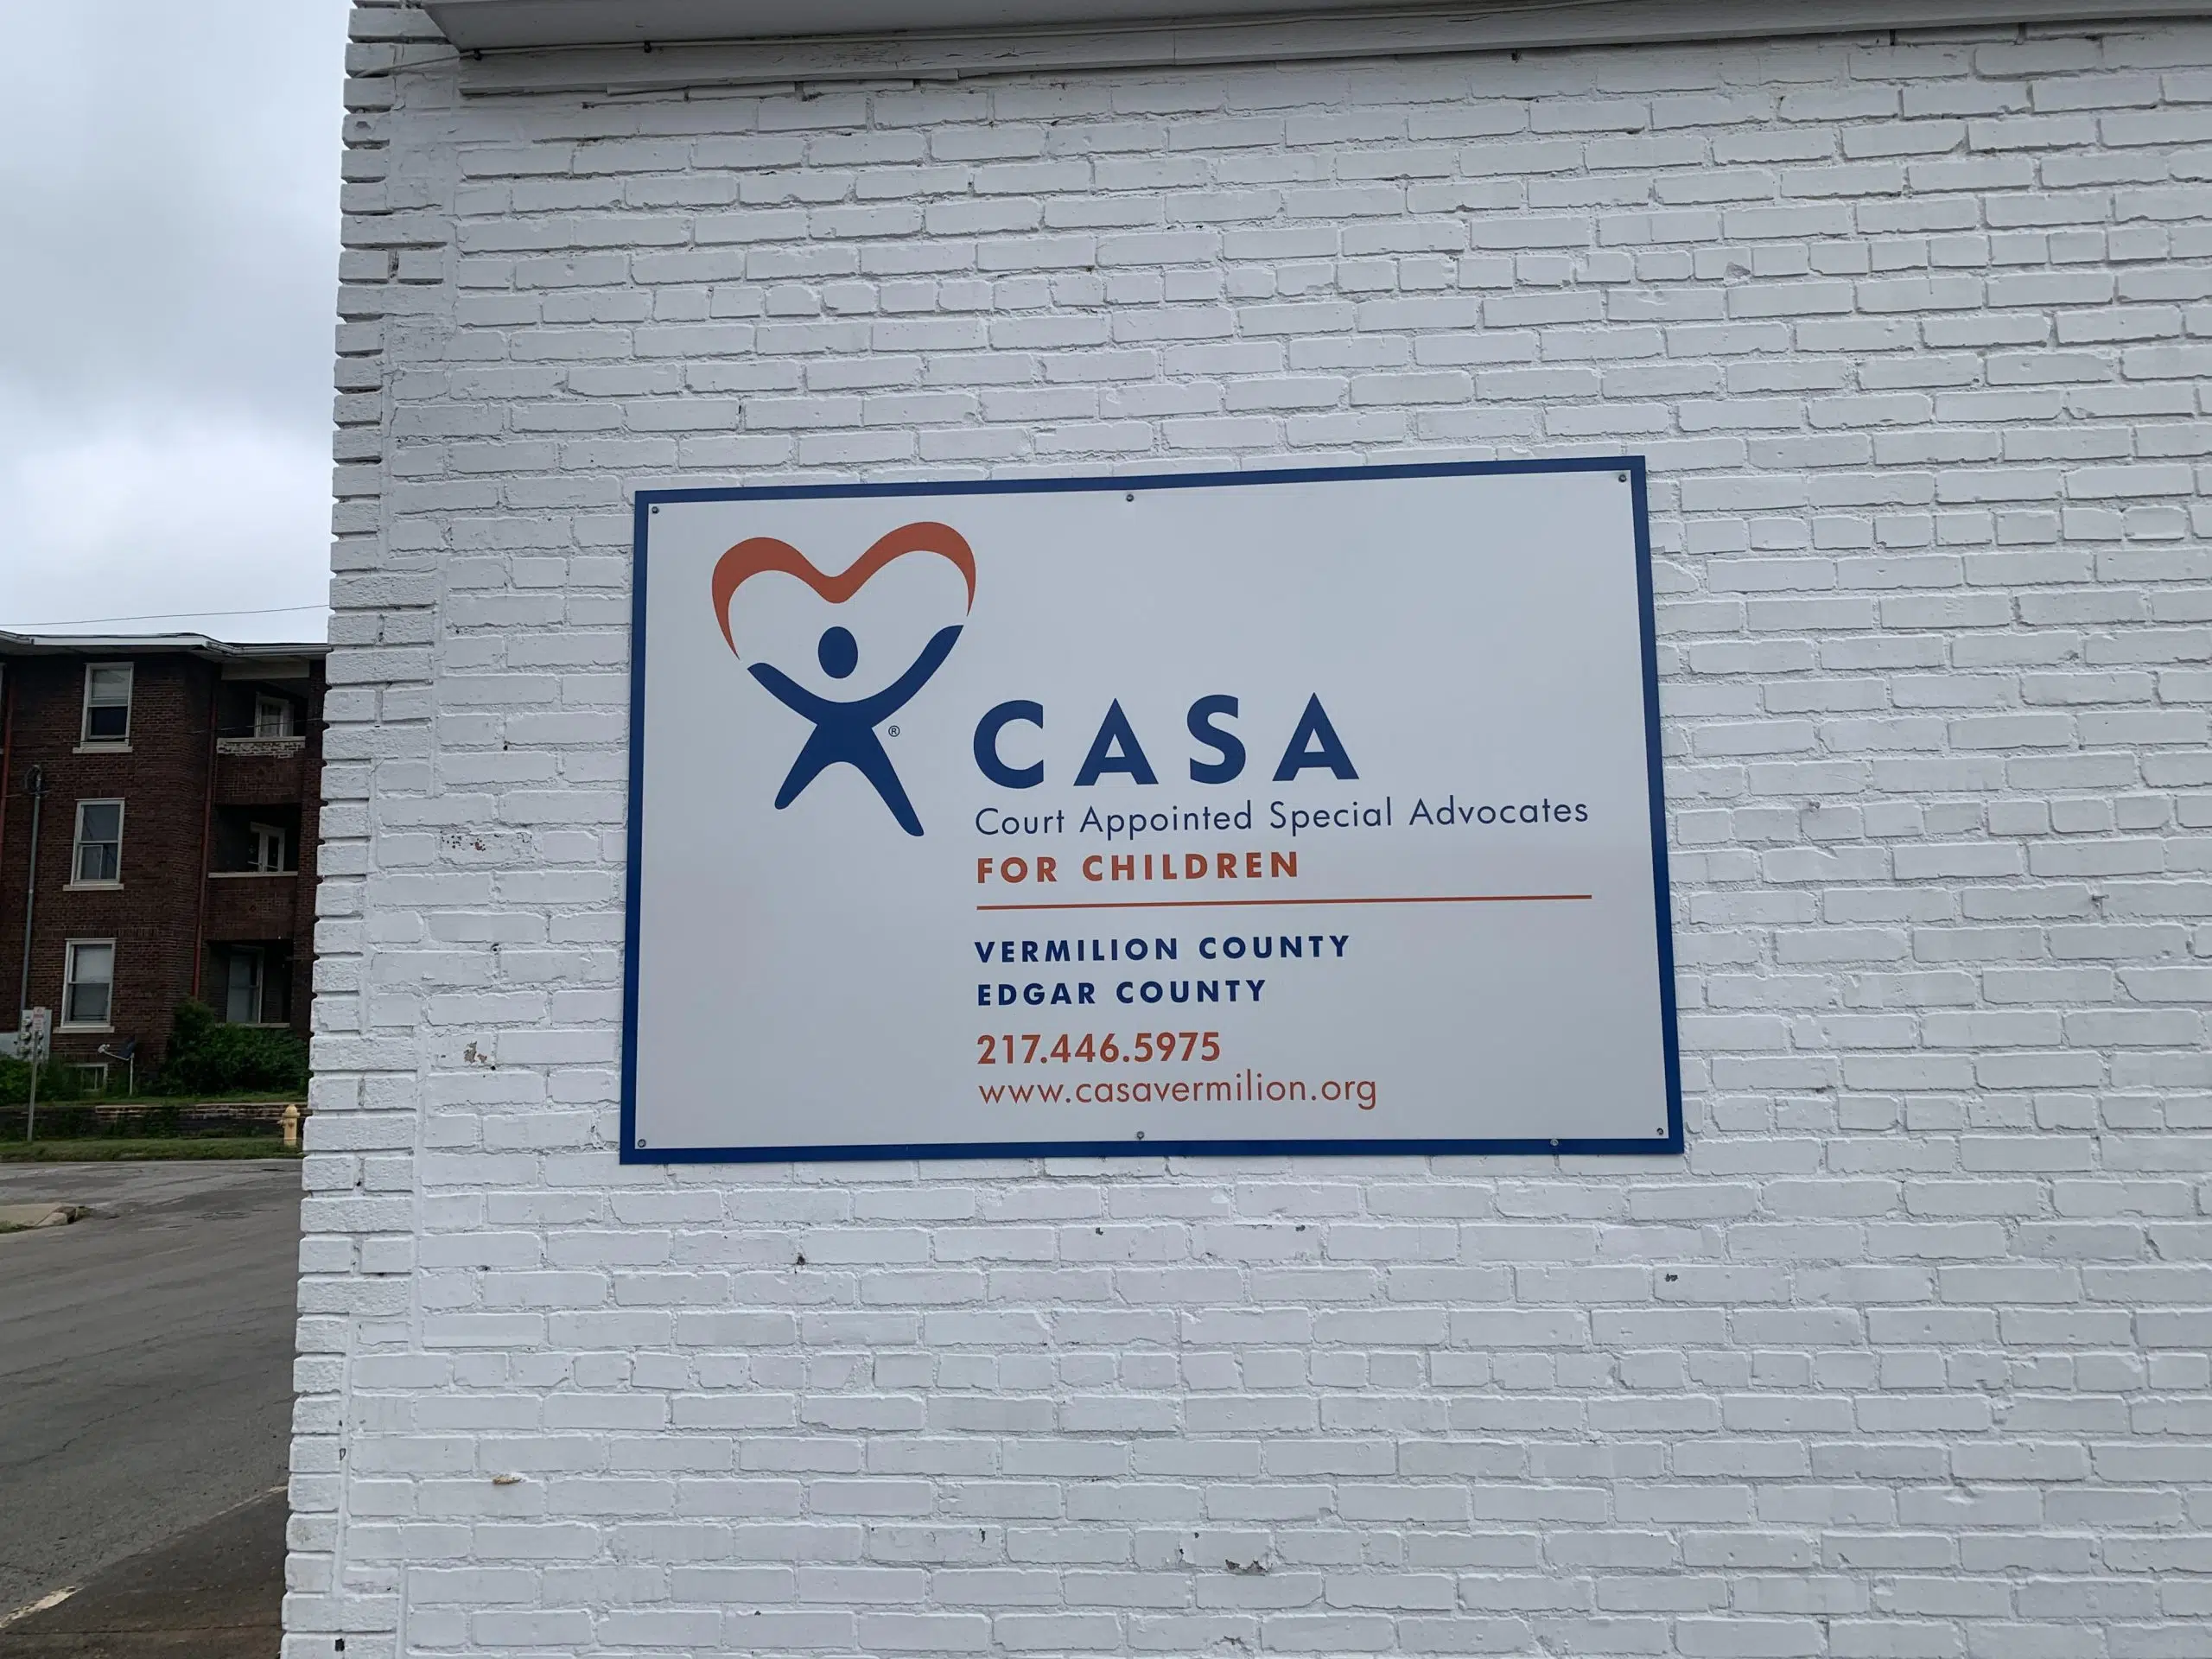 ®
CASA
Court Appointed Special Advocates
FOR CHILDREN
VERMILION COUNTY
EDGAR COUNTY
217.446.5975
www.casavermilion.org